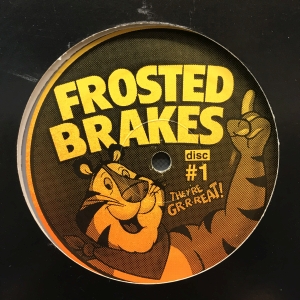 FROSTED
BRAKES
disc
#1
THEY'RE
GR-R-REAT!